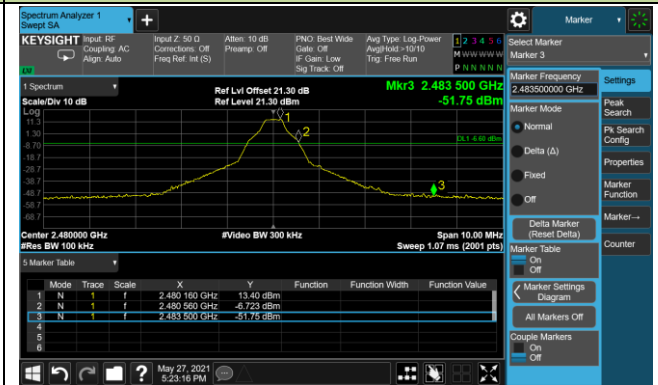 Spectrum Analyzer 1
Swept SA
+
Marker
KEYSIGHT
Input: RF
Coupling: AC
Align: Auto
Input Z: 50 Ω
Corrections: Off
Freq Ref: Int (S)
Atten: 10 dB
Preamp: Off
PNO: Best Wide
Gate: Off
IF Gain: Low
Sig Track: Off
Avg Type: Log-Power
Avg|Hold:>10/10
Trig: Free Run
1 2 3 4 5 6
M W W W W W
P N N N N N
LV
Select Marker
Marker 3
1 Spectrum
Scale/Div 10 dB
Log
Ref Lvl Offset 21.30 dB
Ref Level 21.30 dBm
Mkr3 2.483 500 GHz
-51.75 dBm
11.3
1.30
-8.70
-18.7
-28.7
-38.7
-48.7
-58.7
-68.7
1
2
3
DL1 -6.60 dBm
Center 2.480000 GHz
#Res BW 100 kHz
#Video BW 300 kHz
Span 10.00 MHz
Sweep 1.07 ms (2001 pts)
5 Marker Table
Mode Trace Scale X Y Function Function Width Function Value
1 N 1 f 2.480 160 GHz 13.40 dBm
2 N 1 f 2.480 560 GHz -6.723 dBm
3 N 1 f 2.483 500 GHz -51.75 dBm
4
5
6
Marker Frequency
2.483500000 GHz
Marker Mode
Normal
Delta (Δ)
Fixed
Off
Delta Marker
(Reset Delta)
Marker Table
On
Off
Marker Settings
Diagram
All Markers Off
Couple Markers
On
Off
Settings
Peak
Search
Pk Search
Config
Properties
Marker
Function
Marker→
Counter
?
May 27, 2021
5:23:16 PM